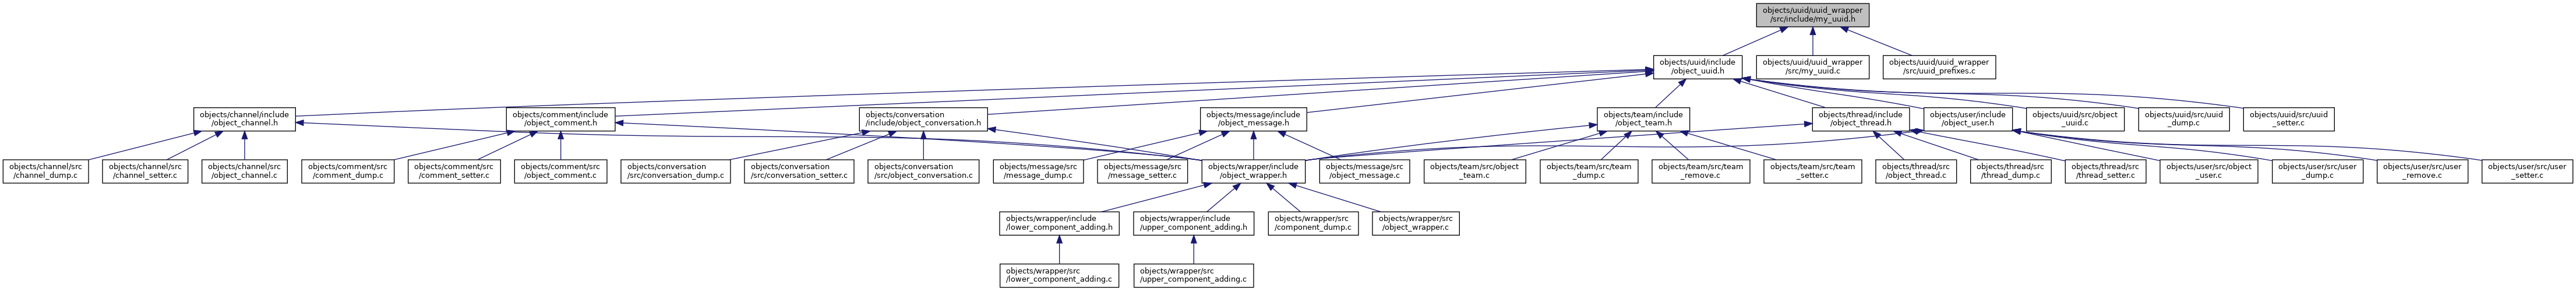 objects/uuid/uuid_wrapper
/src/include/my_uuid.h
objects/uuid/include
/object_uuid.h
objects/uuid/uuid_wrapper
/src/my_uuid.c
objects/uuid/uuid_wrapper
/src/uuid_prefixes.c
objects/channel/include
/object_channel.h
objects/comment/include
/object_comment.h
objects/conversation
/include/object_conversation.h
objects/message/include
/object_message.h
objects/team/include
/object_team.h
objects/thread/include
/object_thread.h
objects/user/include
/object_user.h
objects/uuid/src/object
_uuid.c
objects/uuid/src/uuid
_dump.c
objects/uuid/src/uuid
_setter.c
objects/channel/src
/channel_dump.c
objects/channel/src
/channel_setter.c
objects/channel/src
/object_channel.c
objects/comment/src
/comment_dump.c
objects/comment/src
/comment_setter.c
objects/comment/src
/object_comment.c
objects/conversation
/src/conversation_dump.c
objects/conversation
/src/conversation_setter.c
objects/conversation
/src/object_conversation.c
objects/message/src
/message_dump.c
objects/message/src
/message_setter.c
objects/wrapper/include
/object_wrapper.h
objects/message/src
/object_message.c
objects/team/src/object
_team.c
objects/team/src/team
_dump.c
objects/team/src/team
_remove.c
objects/team/src/team
_setter.c
objects/thread/src
/object_thread.c
objects/thread/src
/thread_dump.c
objects/thread/src
/thread_setter.c
objects/user/src/object
_user.c
objects/user/src/user
_dump.c
objects/user/src/user
_remove.c
objects/user/src/user
_setter.c
objects/wrapper/include
/lower_component_adding.h
objects/wrapper/include
/upper_component_adding.h
objects/wrapper/src
/component_dump.c
objects/wrapper/src
/object_wrapper.c
objects/wrapper/src
/lower_component_adding.c
objects/wrapper/src
/upper_component_adding.c